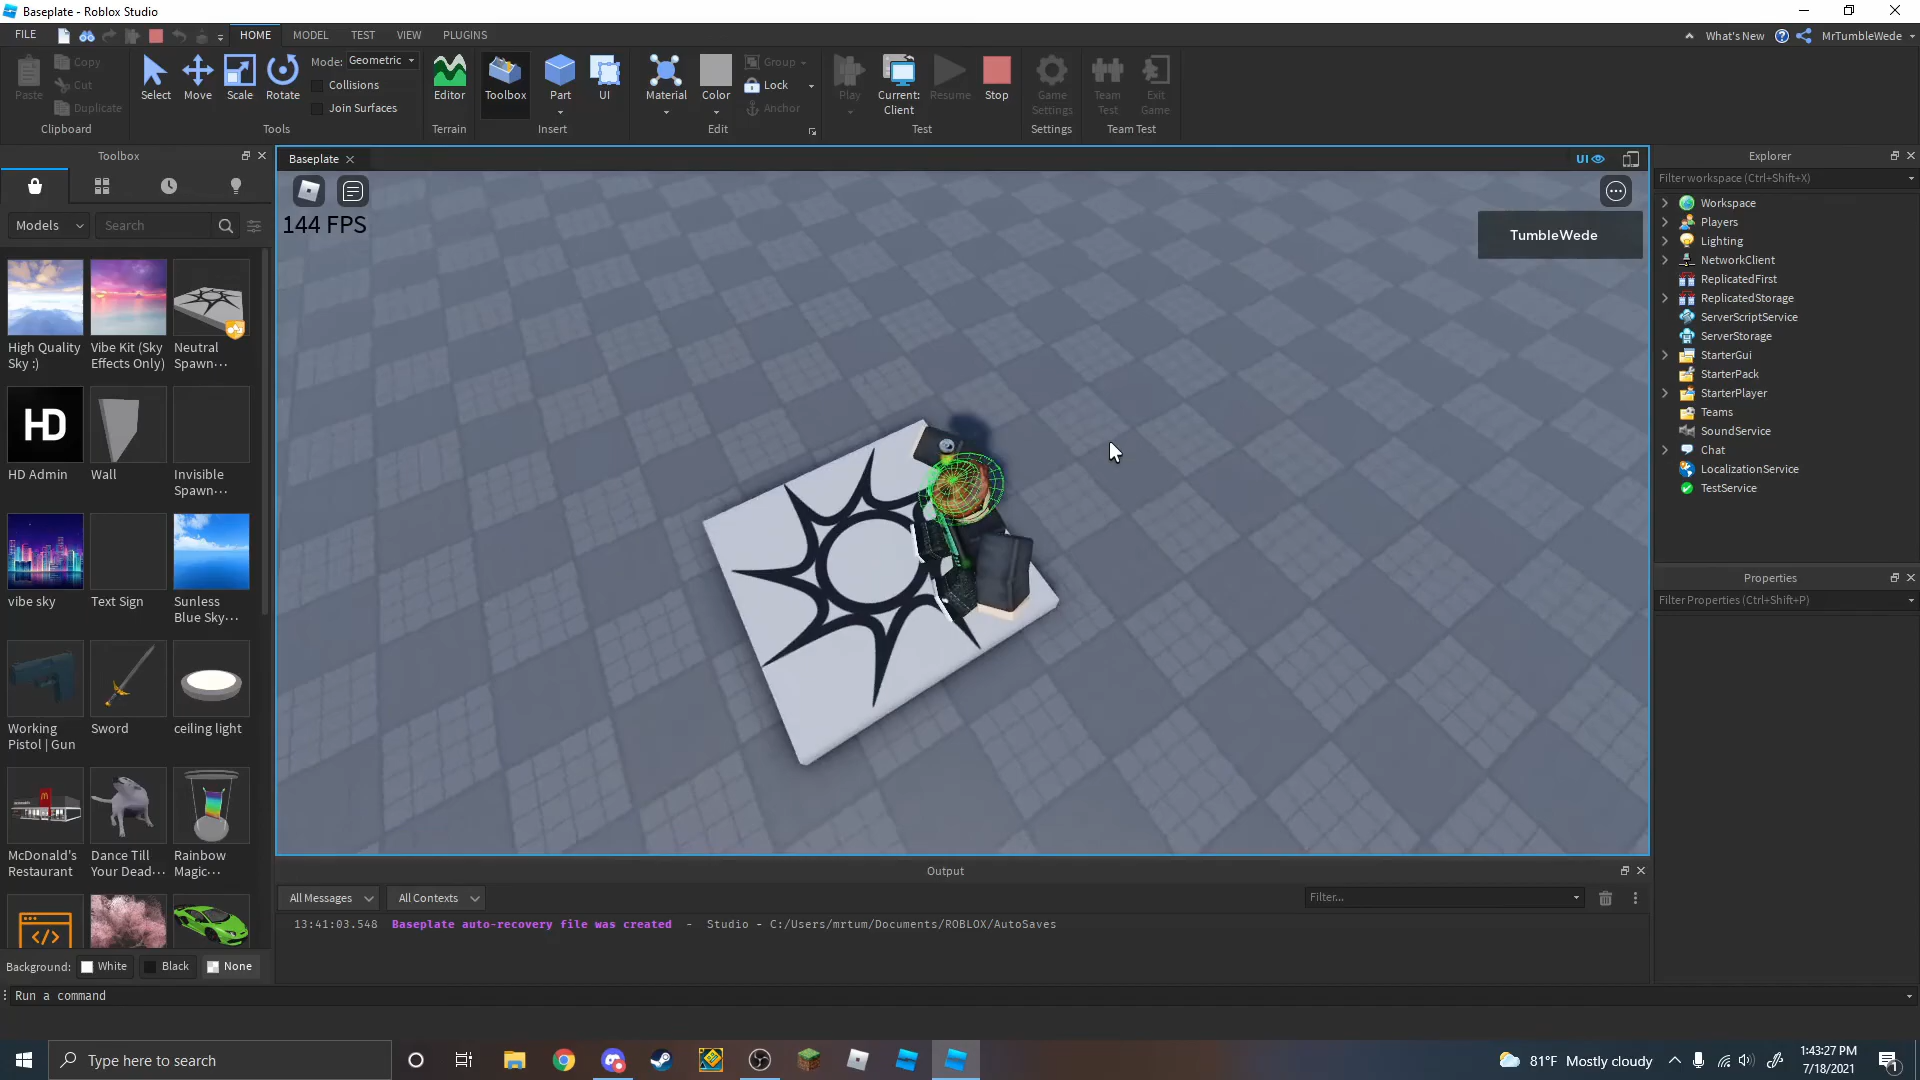 Baseplate - Roblox Studio
FILE HOME MODEL TEST VIEW PLUGINS What's New MrTumbleWede
Paste Copy Cut Duplicate
Clipboard
Select Move Scale Rotate Mode: Geometric Collisions Join Surfaces
Tools
Editor
Terrain
Toolbox Part UI
Insert
Material Color Group Lock Anchor
Edit
Play Current: Client Resume Stop
Test
Game Settings
Settings
Team Test Exit Game
Team Test
Toolbox
Models Search
High Quality Sky :)
Vibe Kit (Sky Effects Only)
Neutral Spawn...
HD
HD Admin
Wall
Invisible Spawn...
vibe sky
Text Sign
Sunless Blue Sky...
Working Pistol | Gun
Sword
ceiling light
McDonald's Restaurant
Dance Till Your Dead...
Rainbow Magic...
Background: White Black None
Baseplate
UI
144 FPS
TumbleWede
Output
All Messages All Contexts Filter...
13:41:03.548 Baseplate auto-recovery file was created - Studio - C:/Users/mrtum/Documents/ROBLOX/AutoSaves
Explorer
Filter workspace (Ctrl+Shift+X)
Workspace
Players
Lighting
NetworkClient
ReplicatedFirst
ReplicatedStorage
ServerScriptService
ServerStorage
StarterGui
StarterPack
StarterPlayer
Teams
SoundService
Chat
LocalizationService
TestService
Properties
Filter Properties (Ctrl+Shift+P)
Run a command
Type here to search
81°F Mostly cloudy
1:43:27 PM
7/18/2021
1